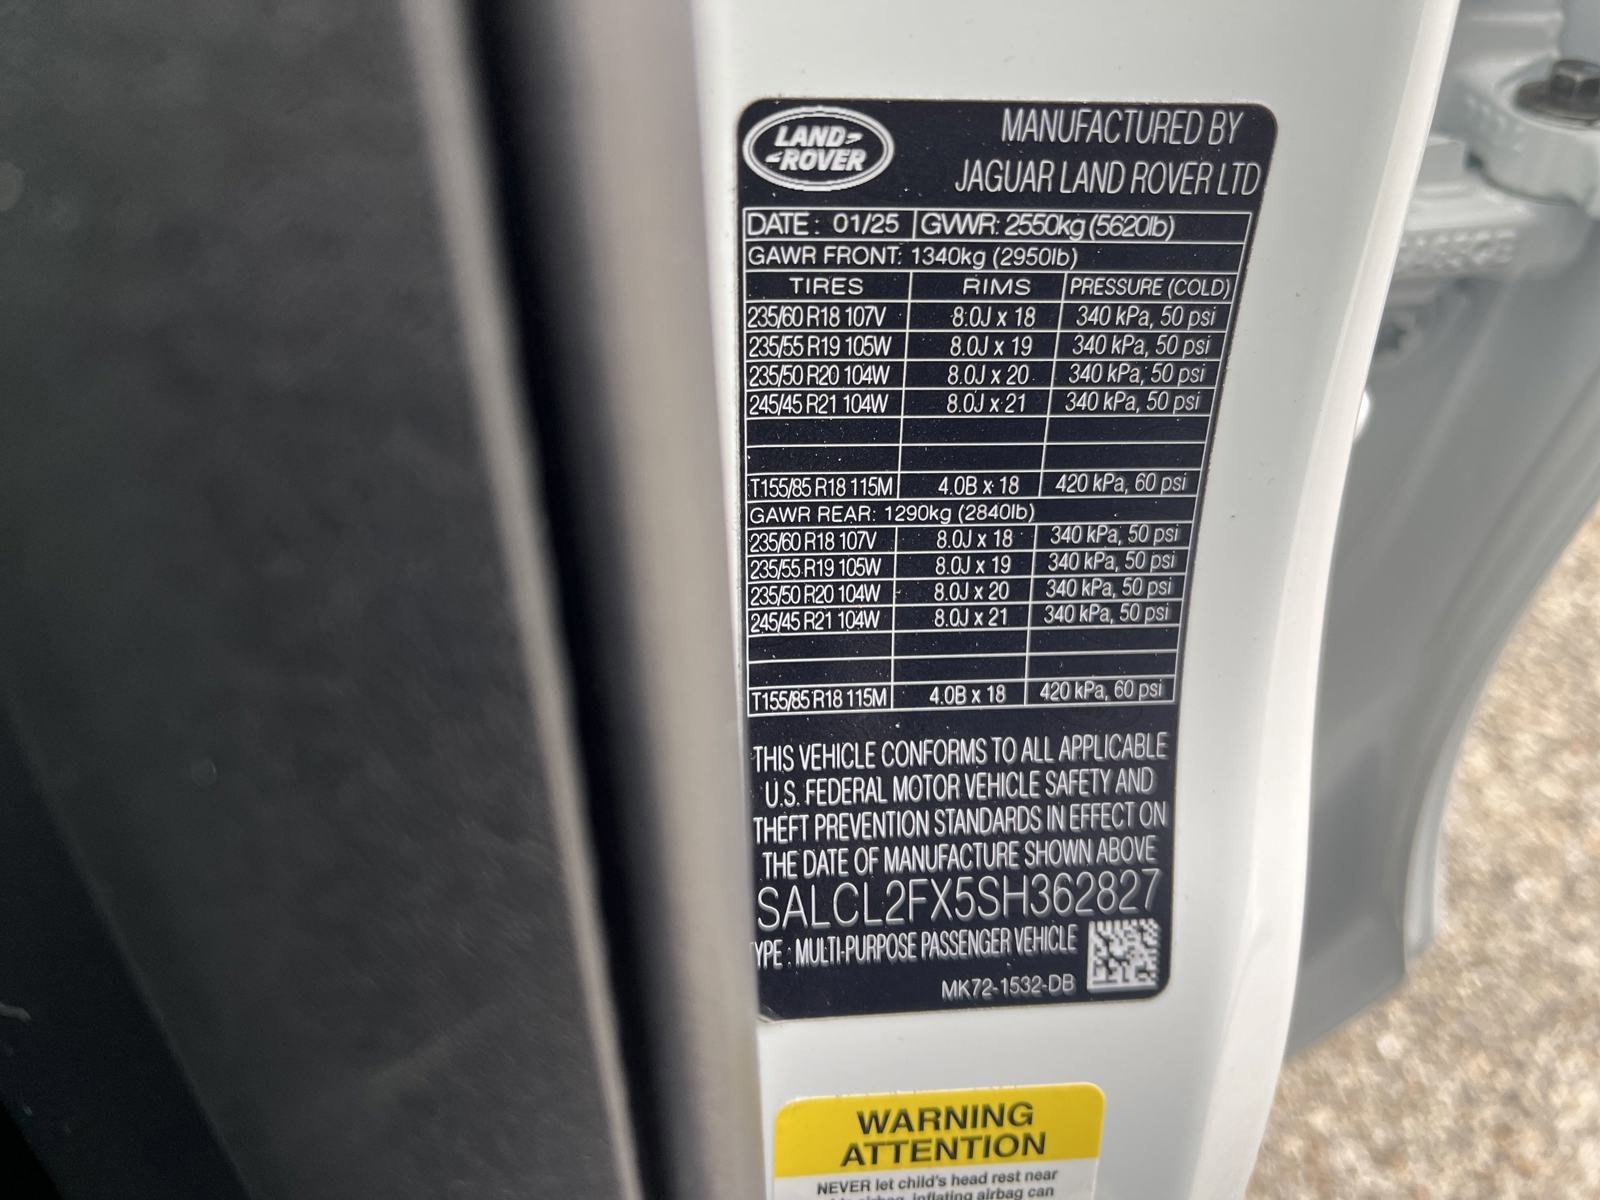 LAND
ROVER
MANUFACTURED BY
JAGUAR LAND ROVER LTD
DATE: 01/25 GVWR: 2550kg (5620lb)
GAWR FRONT: 1340kg (2950lb)
TIRES RIMS PRESSURE (COLD)
235/60 R18 107V 8.0J x 18 340 kPa, 50 psi
235/55 R19 105W 8.0J x 19 340 kPa, 50 psi
235/50 R20 104W 8.0J x 20 340 kPa, 50 psi
245/45 R21 104W 8.0J x 21 340 kPa, 50 psi
T155/85 R18 115M 4.0B x 18 420 kPa, 60 psi
GAWR REAR: 1290kg (2840lb)
235/60 R18 107V 8.0J x 18 340 kPa, 50 psi
235/55 R19 105W 8.0J x 19 340 kPa, 50 psi
235/50 R20 104W 8.0J x 20 340 kPa, 50 psi
245/45 R21 104W 8.0J x 21 340 kPa, 50 psi
T155/85 R18 115M 4.0B x 18 420 kPa, 60 psi
THIS VEHICLE CONFORMS TO ALL APPLICABLE
U.S. FEDERAL MOTOR VEHICLE SAFETY AND
THEFT PREVENTION STANDARDS IN EFFECT ON
THE DATE OF MANUFACTURE SHOWN ABOVE
SALCL2FX5SH362827
YPE : MULTI-PURPOSE PASSENGER VEHICLE
MK72-1532-DB
WARNING
ATTENTION
NEVER let child's head rest near
airbag, inflating airbag can